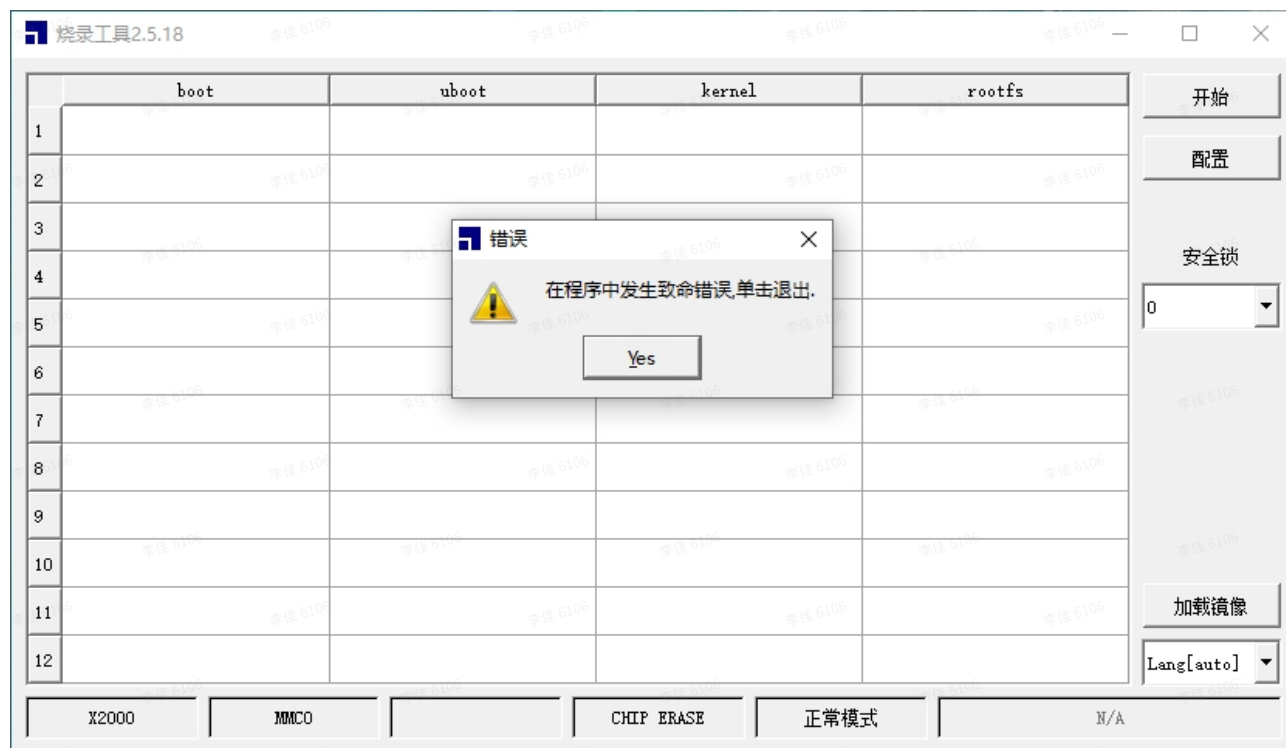 烧录工具2.5.18
boot uboot kernel rootfs
开始
1
配置
2
3
错误
安全锁
4
在程序中发生致命错误,单击退出.
0
5
Yes
6
7
8
9
10
11
加载镜像
12
Lang[auto]
X2000 MMC0 CHIP ERASE 正常模式 N/A
李佳 6106